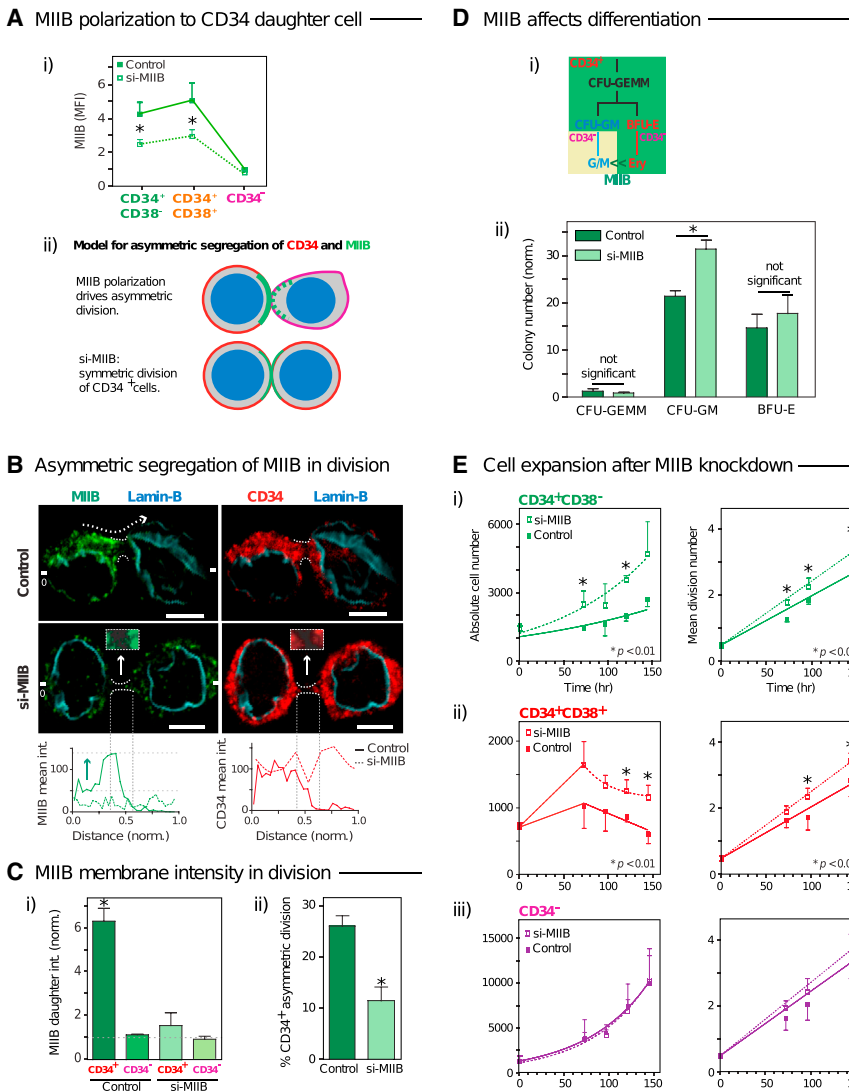 A MIIB polarization to CD34 daughter cell
i)
Control
si-MIIB
MIIB (MFI)
6
4
2
0
*
*
CD34+ CD34+ CD34-
CD38- CD38+
ii) Model for asymmetric segregation of CD34 and MIIB
MIIB polarization
drives asymmetric
division.
si-MIIB:
symmetric division
of CD34 + cells.
B Asymmetric segregation of MIIB in division
MIIB Lamin-B CD34 Lamin-B
Control
0
si-MIIB
0
MIIB mean int.
100
0
0 0.5 1.0
Distance (norm.)
CD34 mean int.
100
0
0 0.5 1.0
Distance (norm.)
Control
si-MIIB
C MIIB membrane intensity in division
i)
MIIB daughter int. (norm.)
7
6
5
4
3
2
1
0
*
CD34+ CD34- CD34+ CD34-
Control si-MIIB
ii)
% CD34+ asymmetric division
30
20
10
0
*
Control
si-MIIB
D MIIB affects differentiation
i)
CD34+
CFU-GEMM
CFU-GM BFU-E
CD34- CD34-
G/M << Ery
MIIB
ii)
Control
si-MIIB
Colony number (norm.)
30
20
10
0
not
significant
*
not
significant
CFU-GEMM CFU-GM BFU-E
E Cell expansion after MIIB knockdown
i) CD34+CD38-
si-MIIB
Control
Absolute cell number
6000
3000
0
* *
* p <0.01
0 50 100 150
Time (hr)
Mean division number
4
2
0
* *
* p <0.0
0 50 100
Time (hr)
ii) CD34+CD38+
si-MIIB
Control
2000
1000
0
* *
* p <0.01
0 50 100 150
4
2
0
* *
* p <0.0
0 50 100
iii) CD34-
si-MIIB
Control
15000
10000
5000
0
0 50 100 150
4
2
0
0 50 100